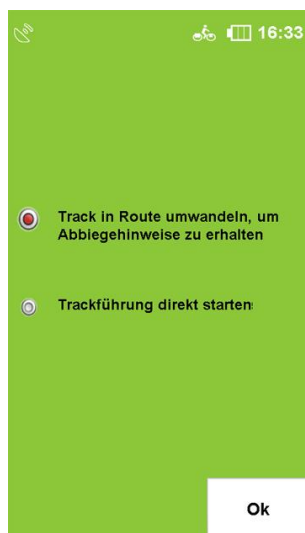 16:33
Track in Route umwandeln, um
Abbiegehinweise zu erhalten
Trackführung direkt starten
Ok